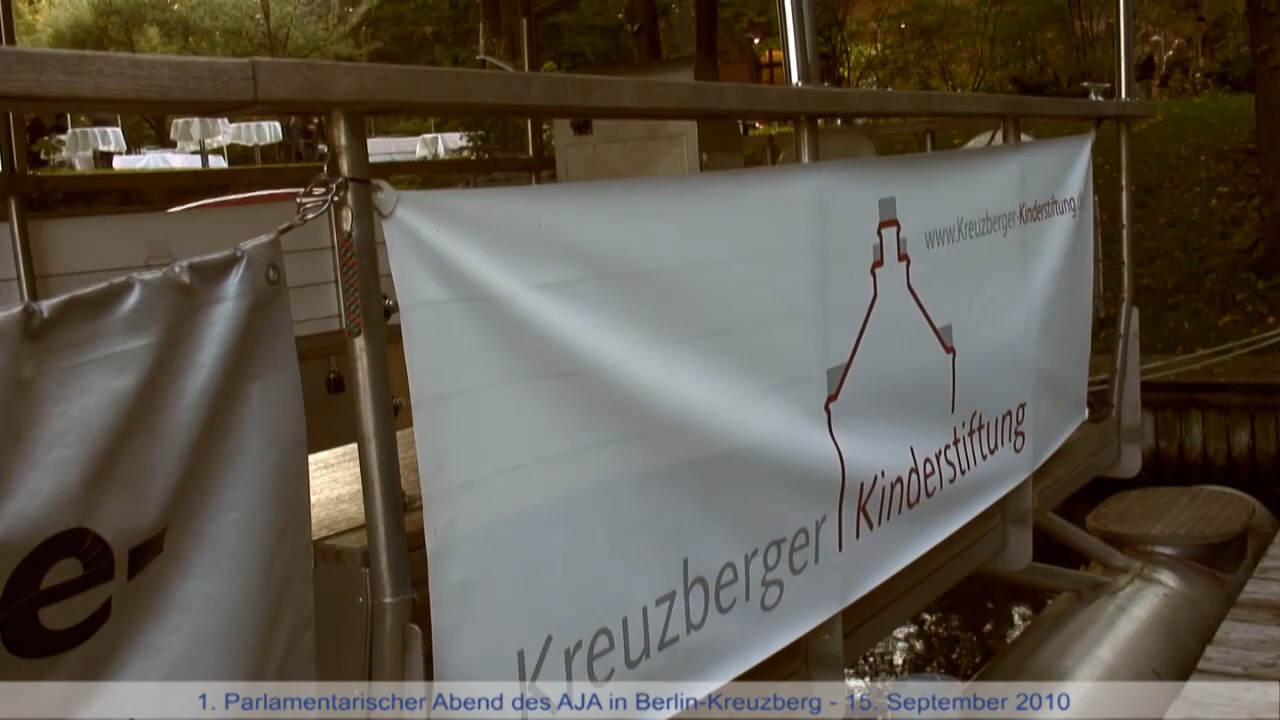 www.Kreuzberger-Kinderstiftung
Kreuzberger Kinderstiftung
e-
1. Parlamentarischer Abend des AJA in Berlin-Kreuzberg - 15. September 2010